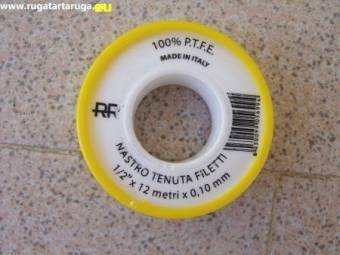 www.rugatartaruga.eu
100% P.T.F.E.
MADE IN ITALY
RF
NASTRO TENUTA FILETTI
1/2" x 12 metri x 0,10 mm